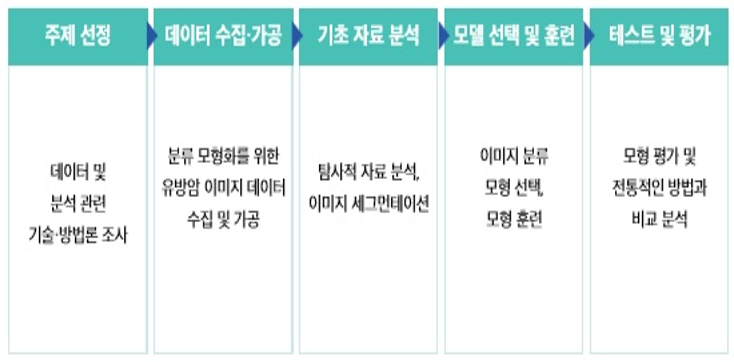 주제 선정
데이터 수집·가공
기초 자료 분석
모델 선택 및 훈련
테스트 및 평가
데이터 및
분석 관련
기술·방법론 조사
분류 모형화를 위한
유방암 이미지 데이터
수집 및 가공
탐사적 자료 분석,
이미지 세그먼테이션
이미지 분류
모형 선택,
모형 훈련
모형 평가 및
전통적인 방법과
비교 분석